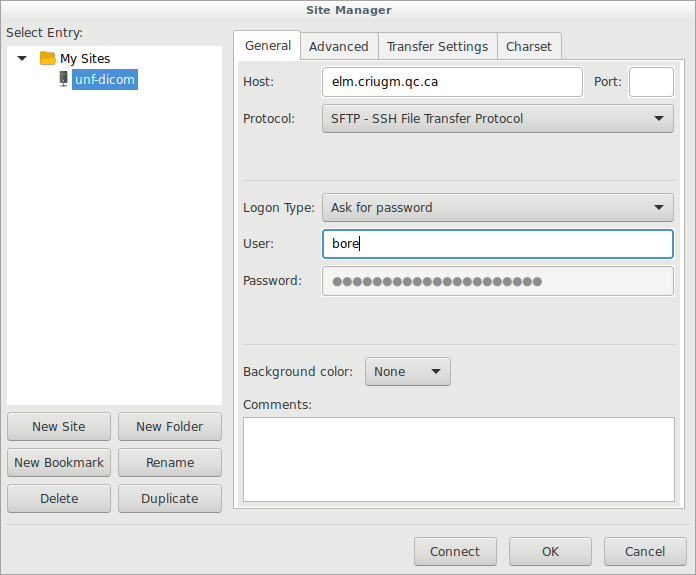 Site Manager
Select Entry:
My Sites
unf-dicom
New Site
New Folder
New Bookmark
Rename
Delete
Duplicate
General
Advanced
Transfer Settings
Charset
Host:
elm.criugm.qc.ca
Port:
Protocol:
SFTP - SSH File Transfer Protocol
Logon Type:
Ask for password
User:
bore
Password:
●●●●●●●●●●●●●●●●●●●●●
Background color:
None
Comments:
Connect
OK
Cancel